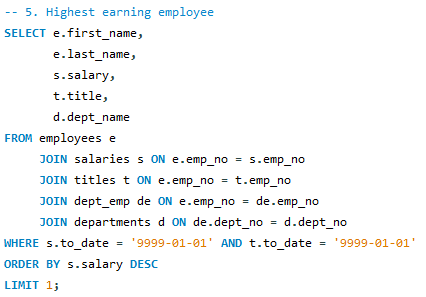 -- 5. Highest earning employee
SELECT e.first_name,
       e.last_name,
       s.salary,
       t.title,
       d.dept_name
FROM employees e
     JOIN salaries s ON e.emp_no = s.emp_no
     JOIN titles t ON e.emp_no = t.emp_no
     JOIN dept_emp de ON e.emp_no = de.emp_no
     JOIN departments d ON de.dept_no = d.dept_no
WHERE s.to_date = '9999-01-01' AND t.to_date = '9999-01-01'
ORDER BY s.salary DESC
LIMIT 1;